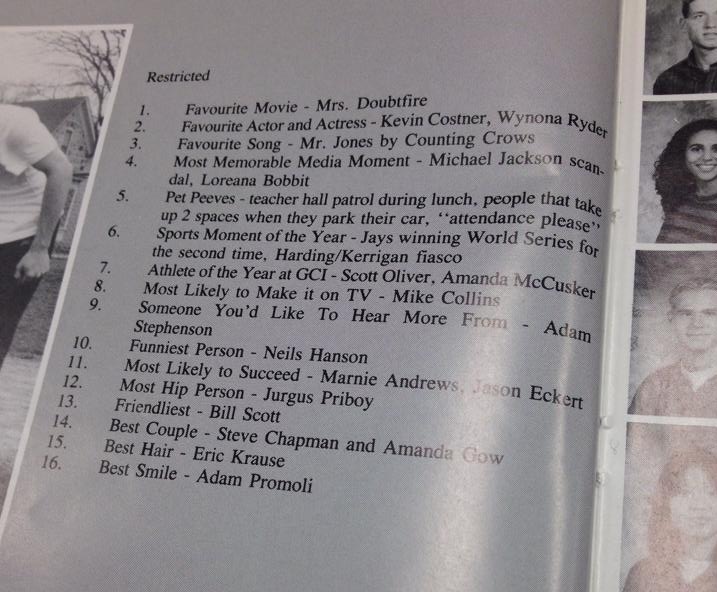 Restricted
1. Favourite Movie - Mrs. Doubtfire
2. Favourite Actor and Actress - Kevin Costner, Wynona Ryder
3. Favourite Song - Mr. Jones by Counting Crows
4. Most Memorable Media Moment - Michael Jackson scan-
dal, Loreana Bobbit
5. Pet Peeves - teacher hall patrol during lunch, people that take
up 2 spaces when they park their car, "attendance please"
6. Sports Moment of the Year - Jays winning World Series for
the second time, Harding/Kerrigan fiasco
7. Athlete of the Year at GCI - Scott Oliver, Amanda McCusker
8. Most Likely to Make it on TV - Mike Collins
9. Someone You'd Like To Hear More From - Adam
Stephenson
10. Funniest Person - Neils Hanson
11. Most Likely to Succeed - Marnie Andrews, Jason Eckert
12. Most Hip Person - Jurgus Priboy
13. Friendliest - Bill Scott
14. Best Couple - Steve Chapman and Amanda Gow
15. Best Hair - Eric Krause
16. Best Smile - Adam Promoli